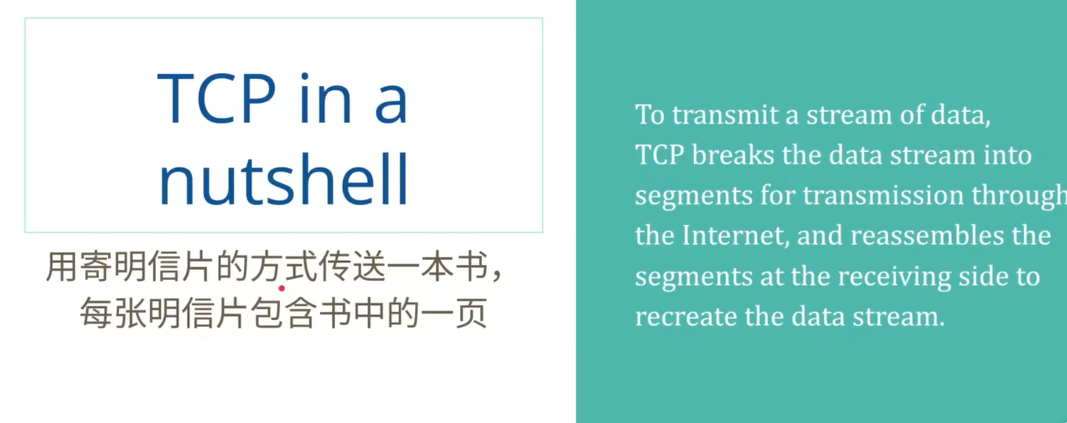 TCP in a
nutshell
用寄明信片的方式传送一本书，
每张明信片包含书中的一页
To transmit a stream of data,
TCP breaks the data stream into
segments for transmission through
the Internet, and reassembles the
segments at the receiving side to
recreate the data stream.